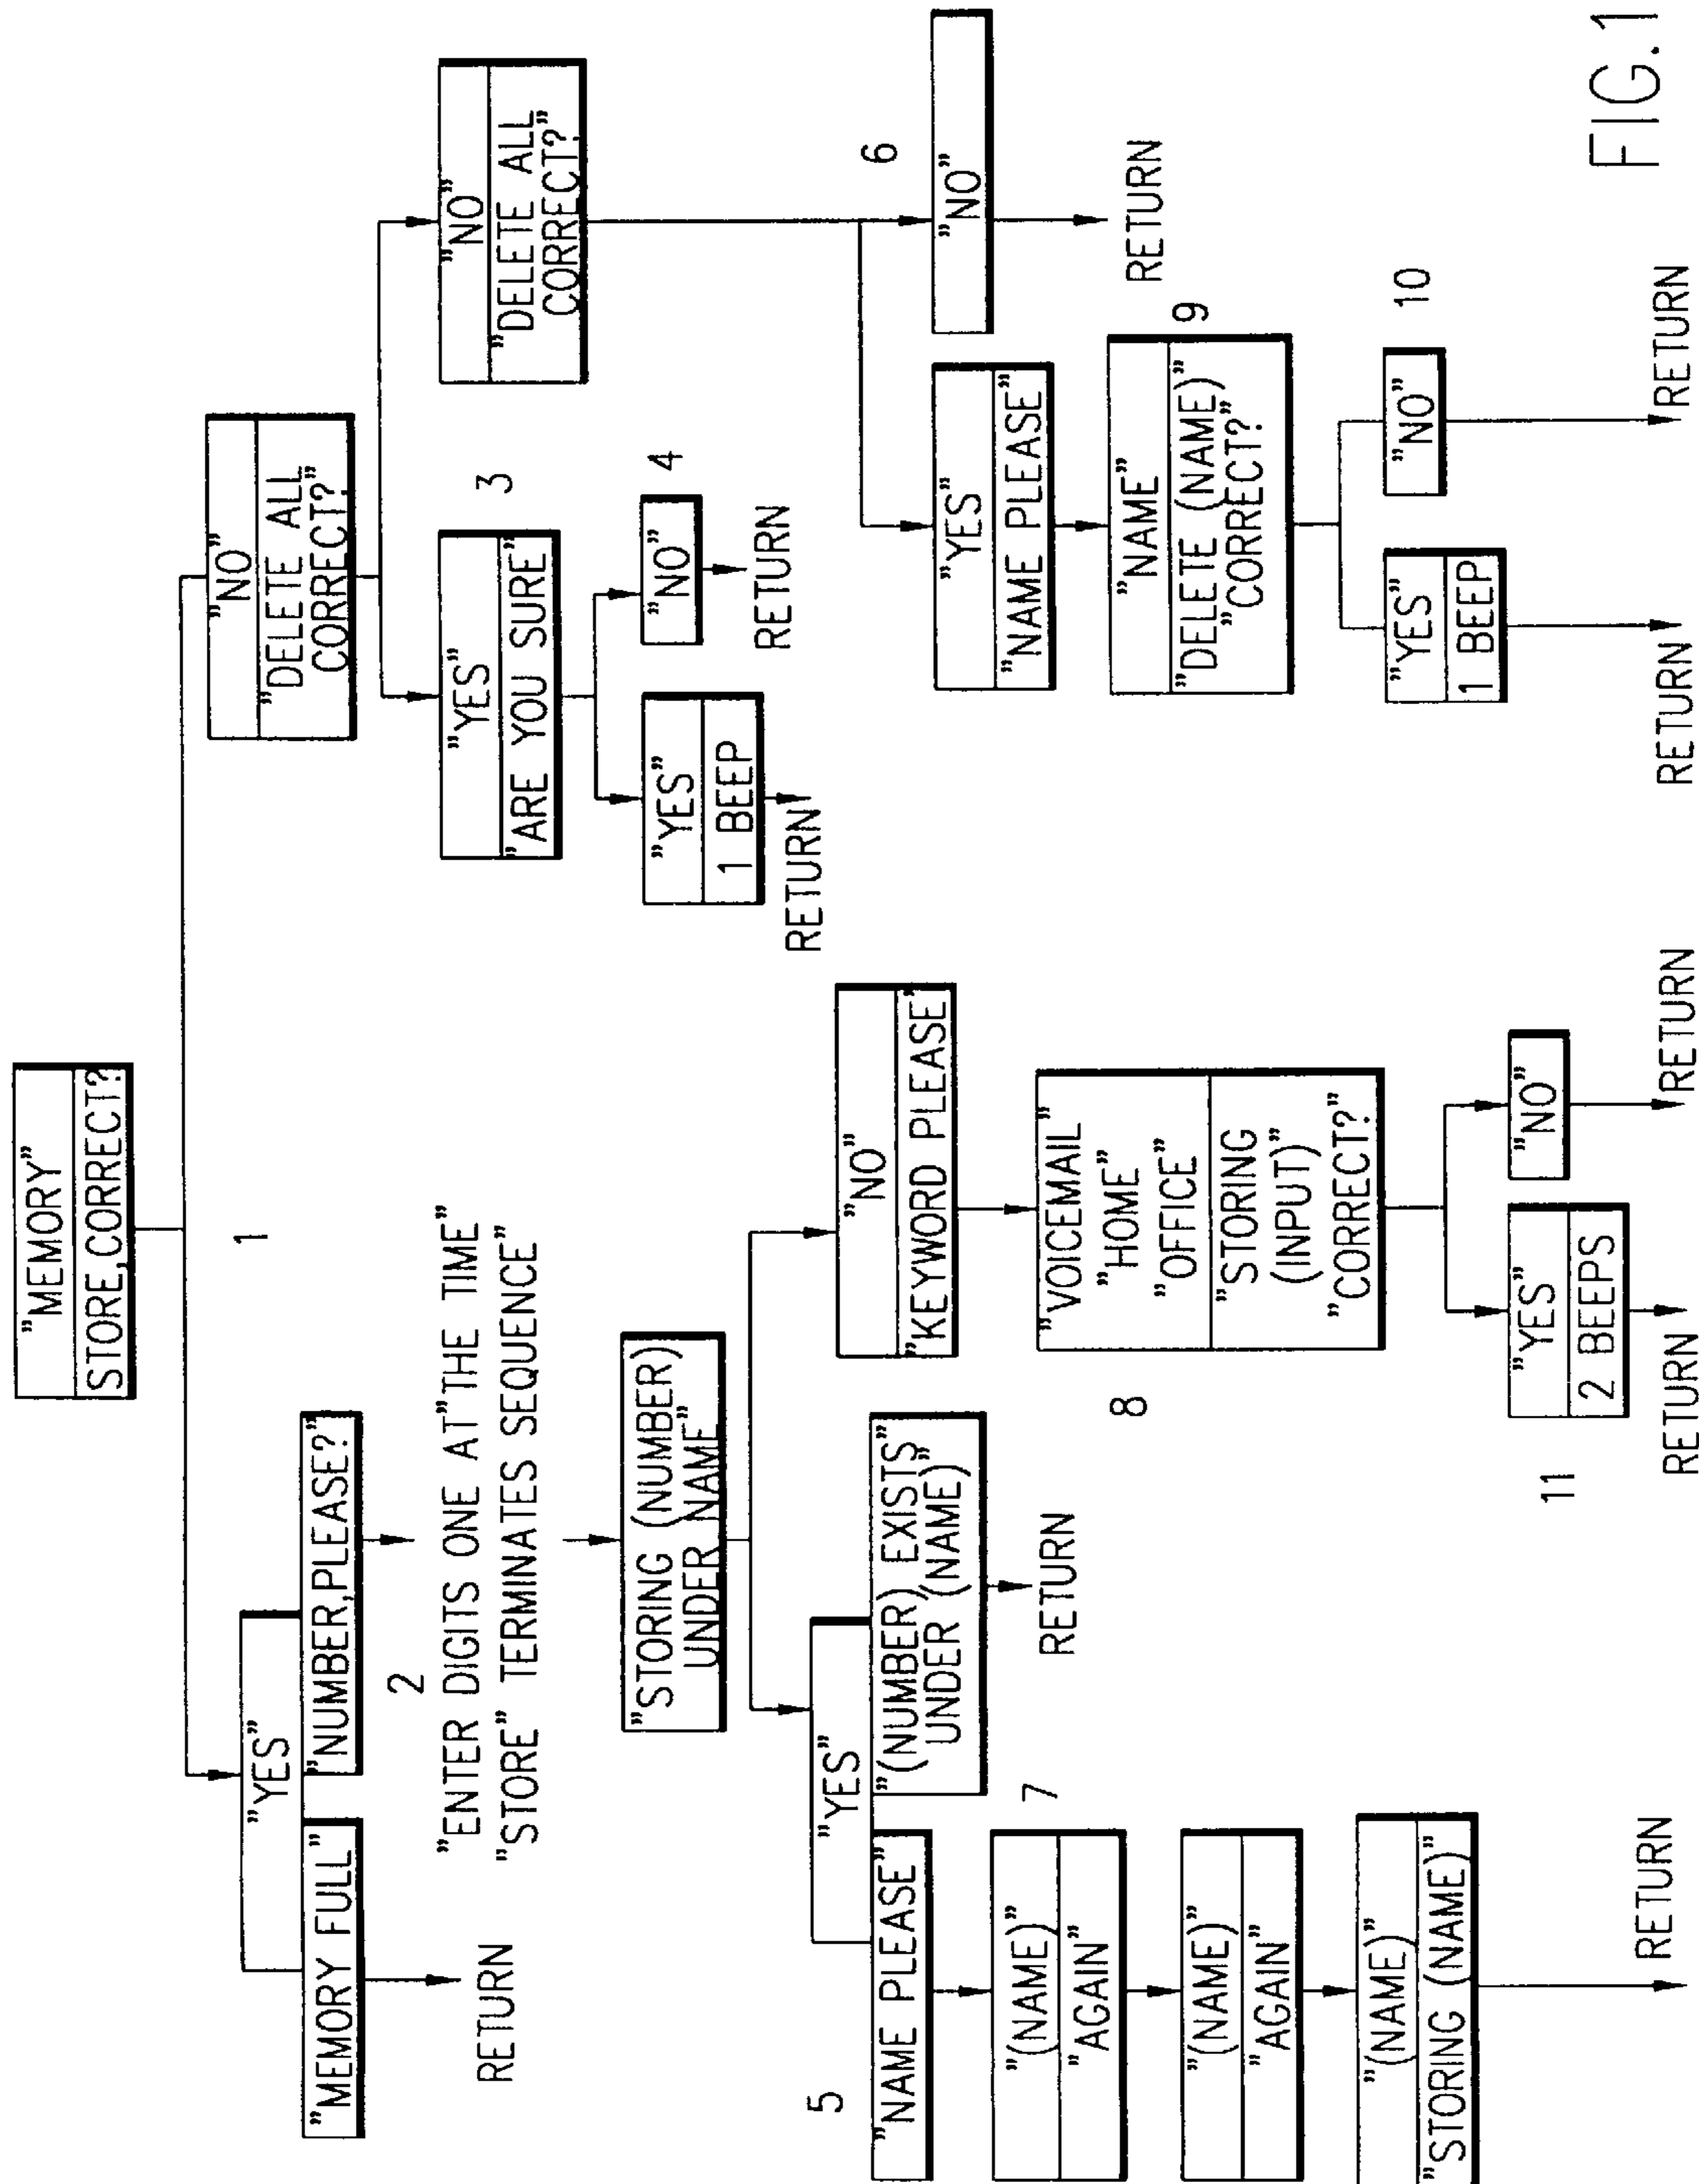 "MEMORY"
STORE,CORRECT?
1
"YES"
"MEMORY FULL"
RETURN
"NUMBER,PLEASE?"
2
"ENTER DIGITS ONE AT"THE TIME"
"STORE" TERMINATES SEQUENCE"
"STORING (NUMBER)
UNDER NAME"
"YES"
5
"NAME PLEASE"
"(NUMBER) EXISTS"
UNDER (NAME)"
RETURN
7
"(NAME)"
"AGAIN"
"(NAME)"
"AGAIN"
"(NAME)"
"STORING (NAME)"
RETURN
"NO"
"KEYWORD PLEASE"
8
"VOICEMAIL"
"HOME"
"OFFICE"
"STORING
(INPUT)
"CORRECT?"
11
"YES"
2 BEEPS
RETURN
"NO"
RETURN
"NO"
"DELETE ALL
CORRECT?"
"YES"
"ARE YOU SURE"
3
"YES"
1 BEEP
RETURN
"NO"
4
RETURN
"NO"
"DELETE ALL
CORRECT?"
6
"YES"
"NAME PLEASE"
"NO"
RETURN
"NAME"
"DELETE (NAME)"
"CORRECT?"
9
"YES"
1 BEEP
RETURN
"NO"
10
RETURN
FIG.1